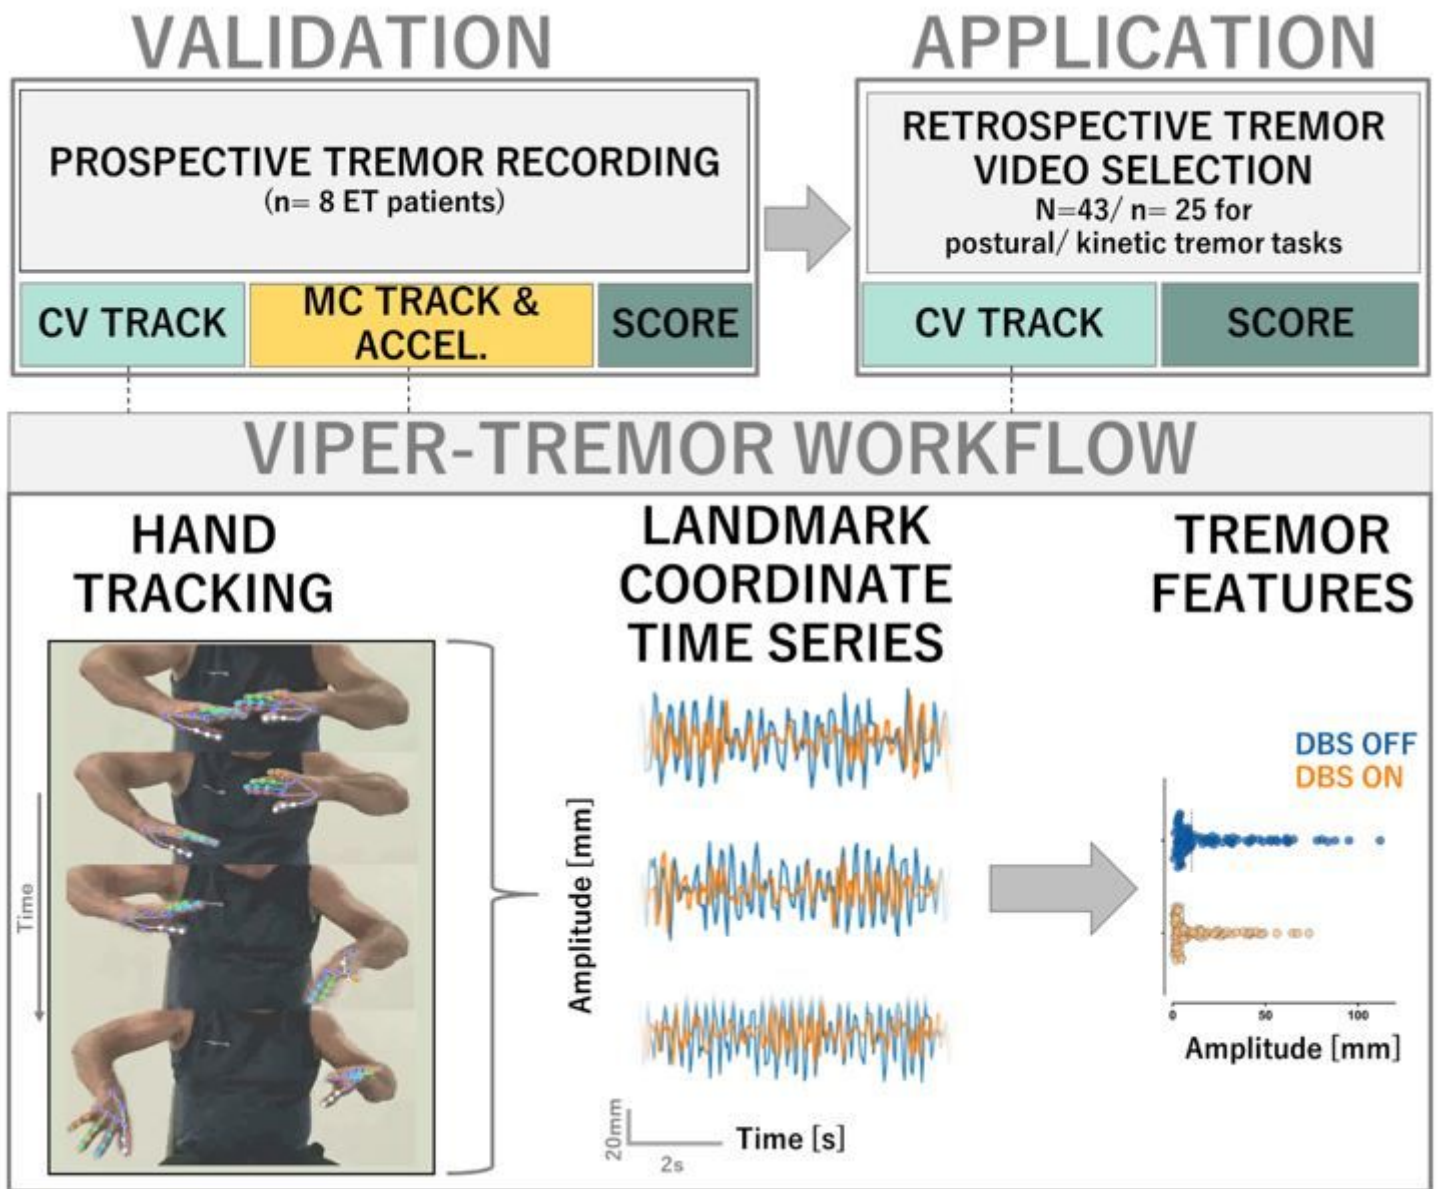 VALIDATION
PROSPECTIVE TREMOR RECORDING
(n= 8 ET patients)
CV TRACK
MC TRACK &
ACCEL.
SCORE
APPLICATION
RETROSPECTIVE TREMOR
VIDEO SELECTION
N=43/ n= 25 for
postural/ kinetic tremor tasks
CV TRACK
SCORE
VIPER-TREMOR WORKFLOW
HAND
TRACKING
Time
LANDMARK
COORDINATE
TIME SERIES
Amplitude [mm]
20mm
2s
Time [s]
TREMOR
FEATURES
DBS OFF
DBS ON
0 50 100
Amplitude [mm]